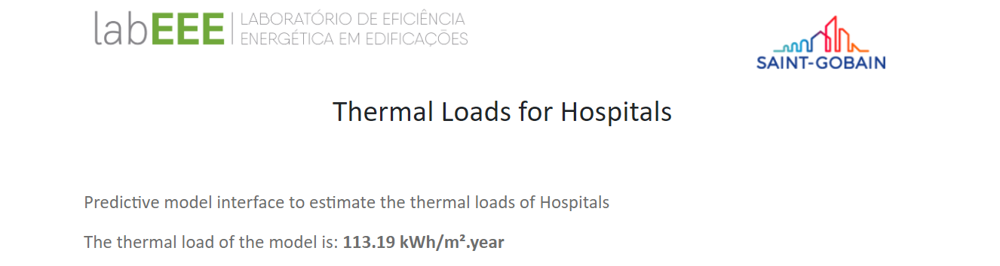 labEEE
LABORATÓRIO DE EFICIÊNCIA
ENERGÉTICA EM EDIFICAÇÕES
SAINT-GOBAIN
Thermal Loads for Hospitals
Predictive model interface to estimate the thermal loads of Hospitals
The thermal load of the model is: 113.19 kWh/m².year